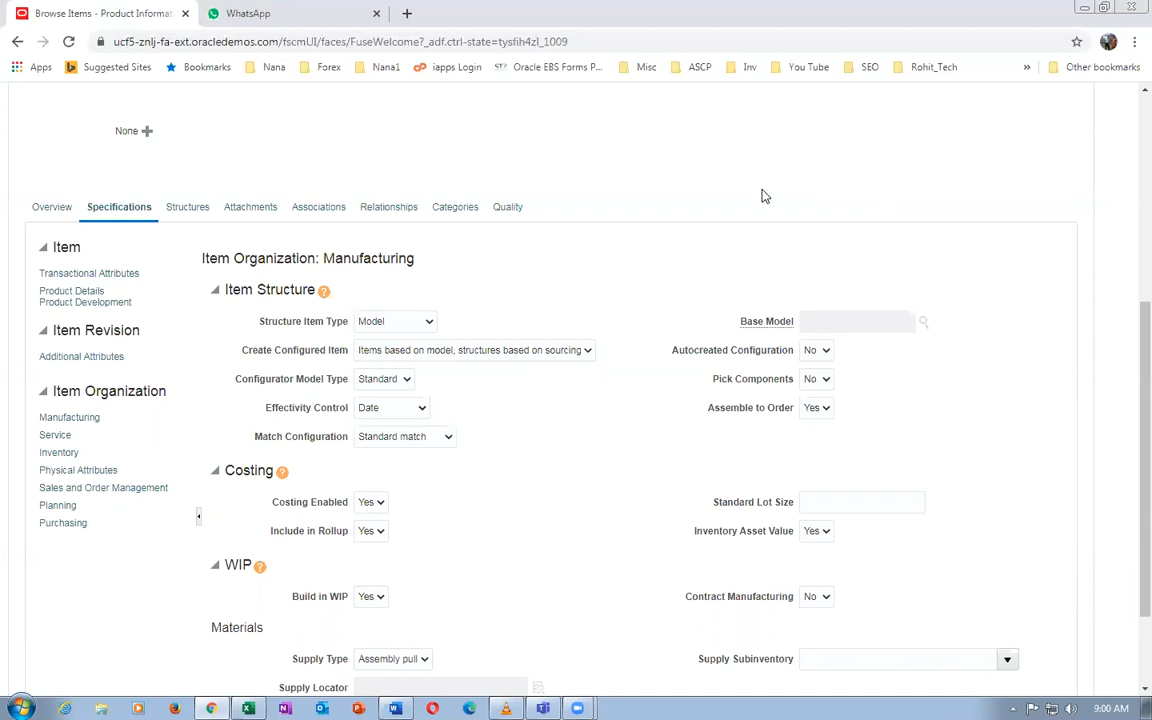 Browse Items - Product Informat
WhatsApp
ucf5-znlj-fa-ext.oracledemos.com/fscmUI/faces/FuseWelcome?_adf.ctrl-state=tysfih4zl_1009
Apps Suggested Sites Bookmarks Nana Forex Nana1 iapps Login Oracle EBS Forms P... Misc ASCP Inv You Tube SEO Rohit_Tech » Other bookmarks
None
Overview Specifications Structures Attachments Associations Relationships Categories Quality
Item
Transactional Attributes
Product Details
Product Development
Item Revision
Additional Attributes
Item Organization
Manufacturing
Service
Inventory
Physical Attributes
Sales and Order Management
Planning
Purchasing
Item Organization: Manufacturing
Item Structure ?
Structure Item Type Model Base Model
Create Configured Item Items based on model, structures based on sourcing Autocreated Configuration No
Configurator Model Type Standard Pick Components No
Effectivity Control Date Assemble to Order Yes
Match Configuration Standard match
Costing ?
Costing Enabled Yes Standard Lot Size
Include in Rollup Yes Inventory Asset Value Yes
WIP ?
Build in WIP Yes Contract Manufacturing No
Materials
Supply Type Assembly pull Supply Subinventory
Supply Locator
9:00 AM